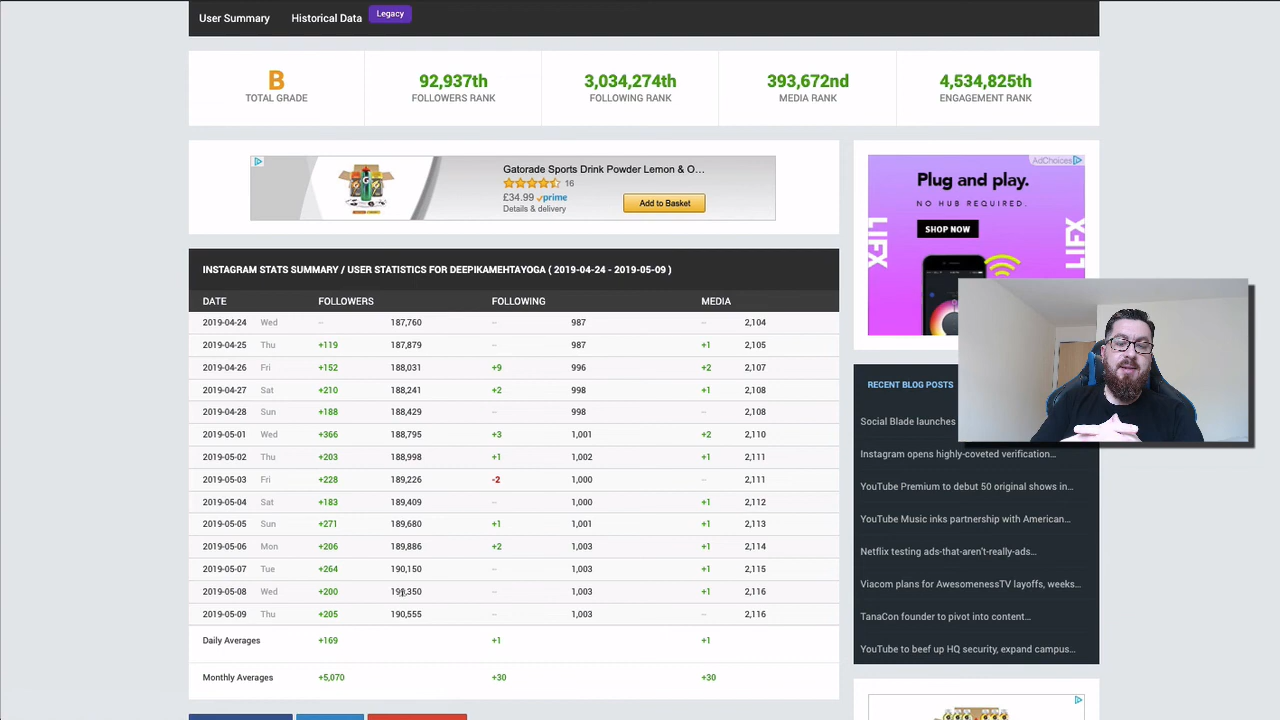 User Summary Historical Data Legacy
B 92,937th 3,034,274th 393,672nd 4,534,825th
TOTAL GRADE FOLLOWERS RANK FOLLOWING RANK MEDIA RANK ENGAGEMENT RANK
Gatorade Sports Drink Powder Lemon & O...
16
£34.99 prime
Details & delivery
Add to Basket
AdChoices
Plug and play.
NO HUB REQUIRED.
SHOP NOW
LIFX
LIFX
INSTAGRAM STATS SUMMARY / USER STATISTICS FOR DEEPIKAMEHTAYOGA ( 2019-04-24 - 2019-05-09 )
DATE FOLLOWERS FOLLOWING MEDIA
2019-04-24 Wed -- 187,760 -- 987 -- 2,104
2019-04-25 Thu +119 187,879 -- 987 +1 2,105
2019-04-26 Fri +152 188,031 +9 996 +2 2,107
2019-04-27 Sat +210 188,241 +2 998 +1 2,108
2019-04-28 Sun +188 188,429 -- 998 -- 2,108
2019-05-01 Wed +366 188,795 +3 1,001 +2 2,110
2019-05-02 Thu +203 188,998 +1 1,002 +1 2,111
2019-05-03 Fri +228 189,226 -2 1,000 -- 2,111
2019-05-04 Sat +183 189,409 -- 1,000 +1 2,112
2019-05-05 Sun +271 189,680 +1 1,001 +1 2,113
2019-05-06 Mon +206 189,886 +2 1,003 +1 2,114
2019-05-07 Tue +264 190,150 -- 1,003 +1 2,115
2019-05-08 Wed +200 190,350 -- 1,003 +1 2,116
2019-05-09 Thu +205 190,555 -- 1,003 -- 2,116
Daily Averages +169 +1 +1
Monthly Averages +5,070 +30 +30
RECENT BLOG POSTS
Social Blade launches
Instagram opens highly-coveted verification...
YouTube Premium to debut 50 original shows in...
YouTube Music inks partnership with American...
Netflix testing ads-that-aren't-really-ads...
Viacom plans for AwesomenessTV layoffs, weeks...
TanaCon founder to pivot into content...
YouTube to beef up HQ security, expand campus...